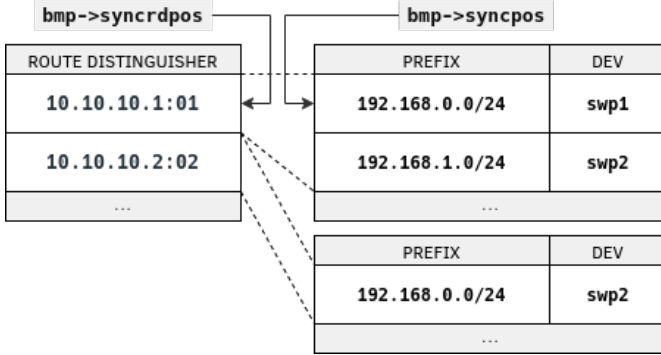 bmp->syncrdpos
bmp->syncpos
ROUTE DISTINGUISHER
10.10.10.1:01
10.10.10.2:02
...
PREFIX DEV
192.168.0.0/24 swp1
192.168.1.0/24 swp2
...
PREFIX DEV
192.168.0.0/24 swp2
...